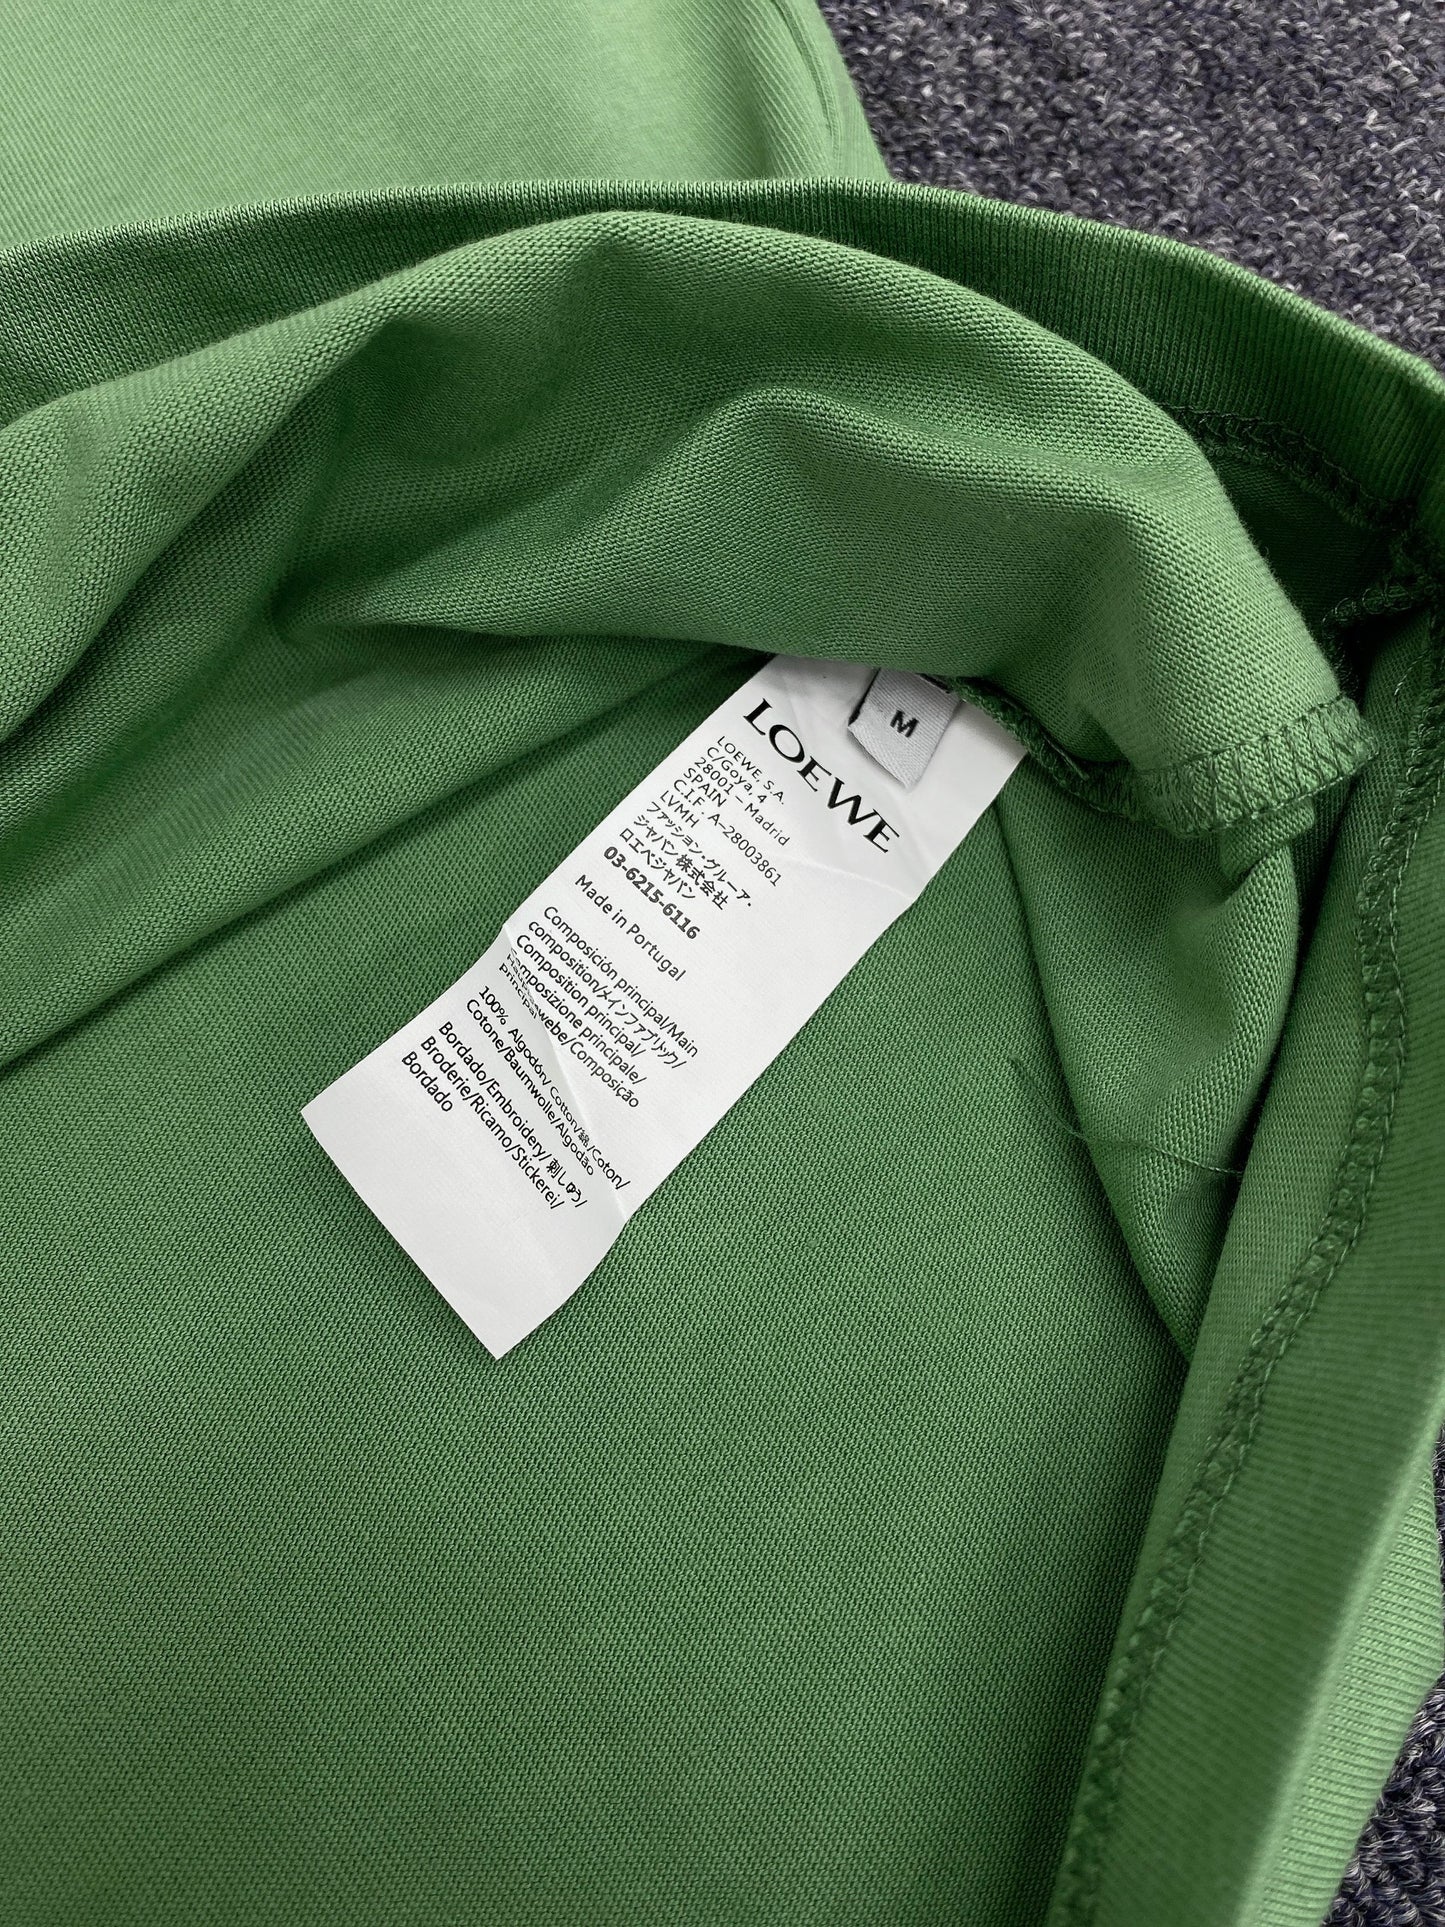 M
LOEWE
LOEWE, S.A.
C/Goya, 4
28001 – Madrid
SPAIN
C.I.F A-28003861
LVMH
ファッション・グループ・
ジャパン株式会社
ロエベジャパン
03-6215-6116
Made in Portugal
Composición principal/Main
composition/メインファブリック/
Composition principal/
Composizione principale/
principal
100% Algodón/ Cotton/綿/Coton/
Cotone/Baumwolle/Algodão
Bordado/Embroidery/ 刺しゅう/
Broderie/Ricamo/Stickerei/
Bordado